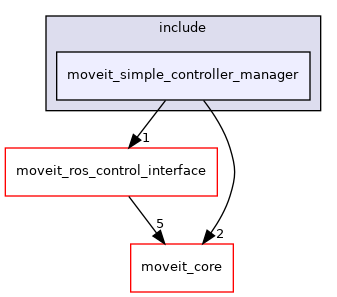 include
moveit_simple_controller_manager
1
moveit_ros_control_interface
5
2
moveit_core